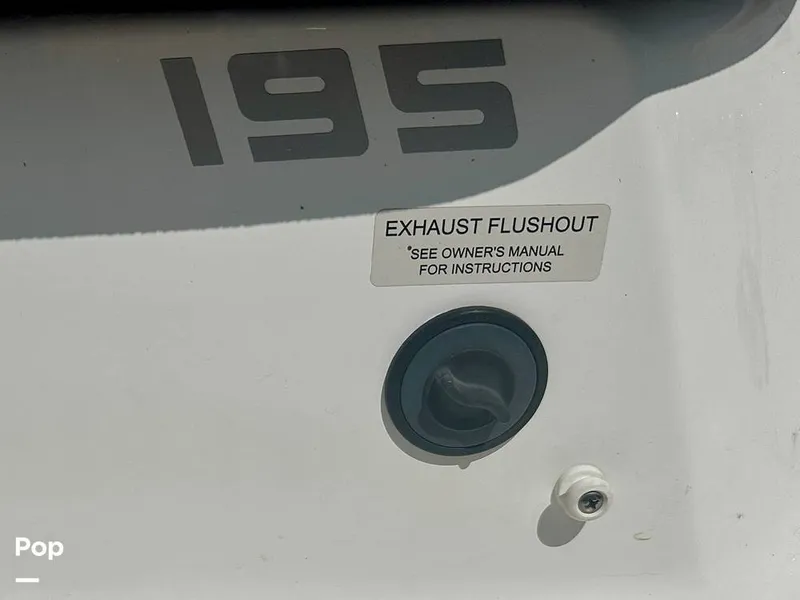 195
EXHAUST FLUSHOUT
*SEE OWNER'S MANUAL
FOR INSTRUCTIONS
Pop